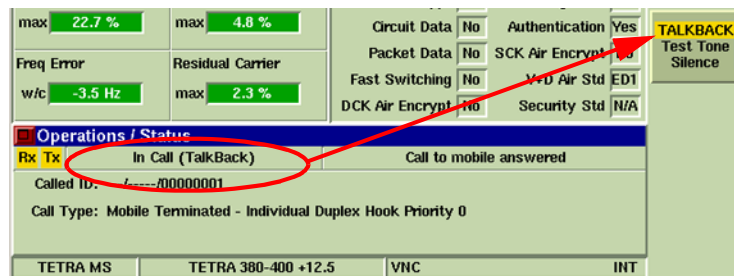 max 22.7 % max 4.8 % Circuit Data No Authentication Yes
Packet Data No SCK Air Encrypt
Freq Error Residual Carrier Fast Switching No V+D Air Std ED1
w/c -3.5 Hz max 2.3 % DCK Air Encrypt No Security Std N/A
TALKBACK
Test Tone
Silence
Operations / Status
Rx Tx In Call (TalkBack) Call to mobile answered
Called ID: ---/-----/00000001
Call Type: Mobile Terminated - Individual Duplex Hook Priority 0
TETRA MS TETRA 380-400 +12.5 VNC INT